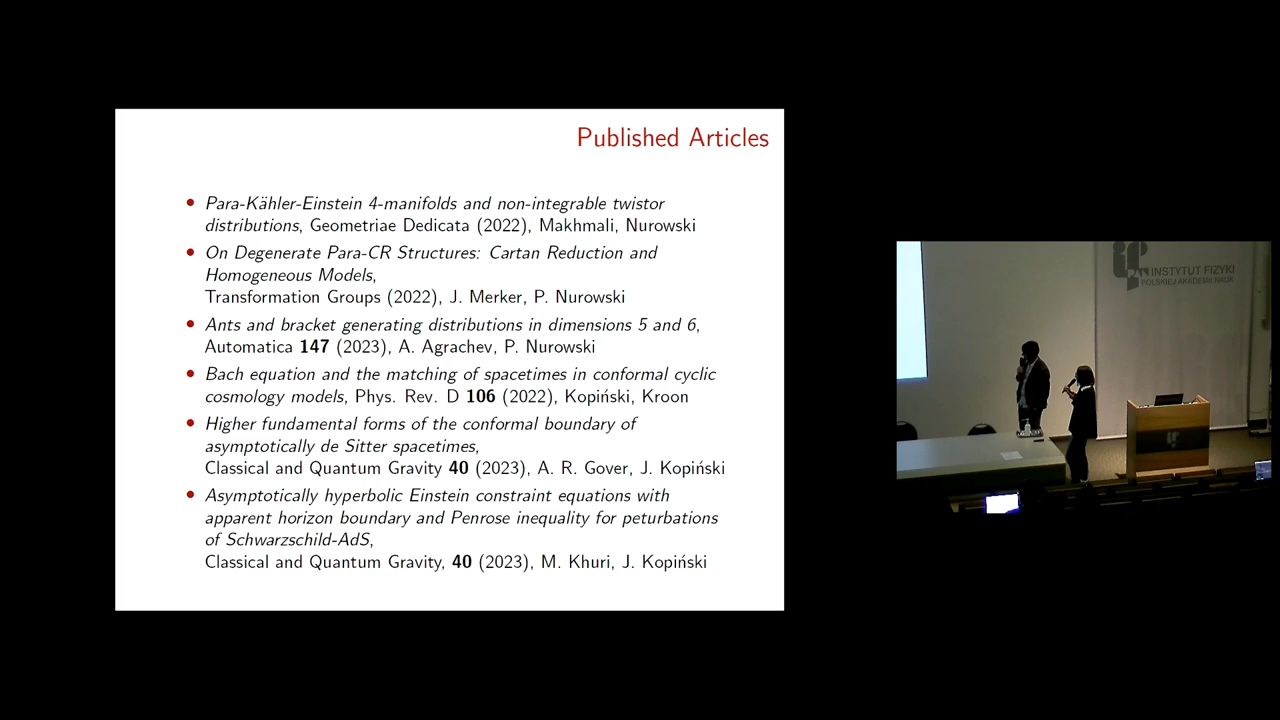 Published Articles
• Para-Kähler-Einstein 4-manifolds and non-integrable twistor
distributions, Geometriae Dedicata (2022), Makhmali, Nurowski
• On Degenerate Para-CR Structures: Cartan Reduction and
Homogeneous Models,
Transformation Groups (2022), J. Merker, P. Nurowski
• Ants and bracket generating distributions in dimensions 5 and 6,
Automatica 147 (2023), A. Agrachev, P. Nurowski
• Bach equation and the matching of spacetimes in conformal cyclic
cosmology models, Phys. Rev. D 106 (2022), Kopiński, Kroon
• Higher fundamental forms of the conformal boundary of
asymptotically de Sitter spacetimes,
Classical and Quantum Gravity 40 (2023), A. R. Gover, J. Kopiński
• Asymptotically hyperbolic Einstein constraint equations with
apparent horizon boundary and Penrose inequality for peturbations
of Schwarzschild-AdS,
Classical and Quantum Gravity, 40 (2023), M. Khuri, J. Kopiński
INSTYTUT FIZYKI
POLSKIEJ AKADEMII NAUK